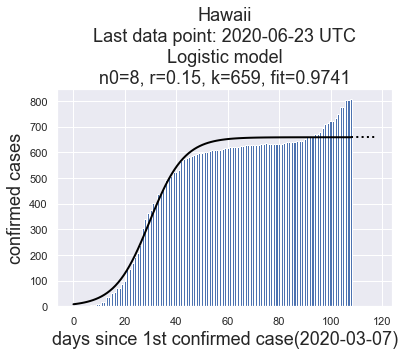 Hawaii
Last data point: 2020-06-23 UTC
Logistic model
n0=8, r=0.15, k=659, fit=0.9741
confirmed cases
800
700
600
500
400
300
200
100
0
0 20 40 60 80 100 120
days since 1st confirmed case(2020-03-07)